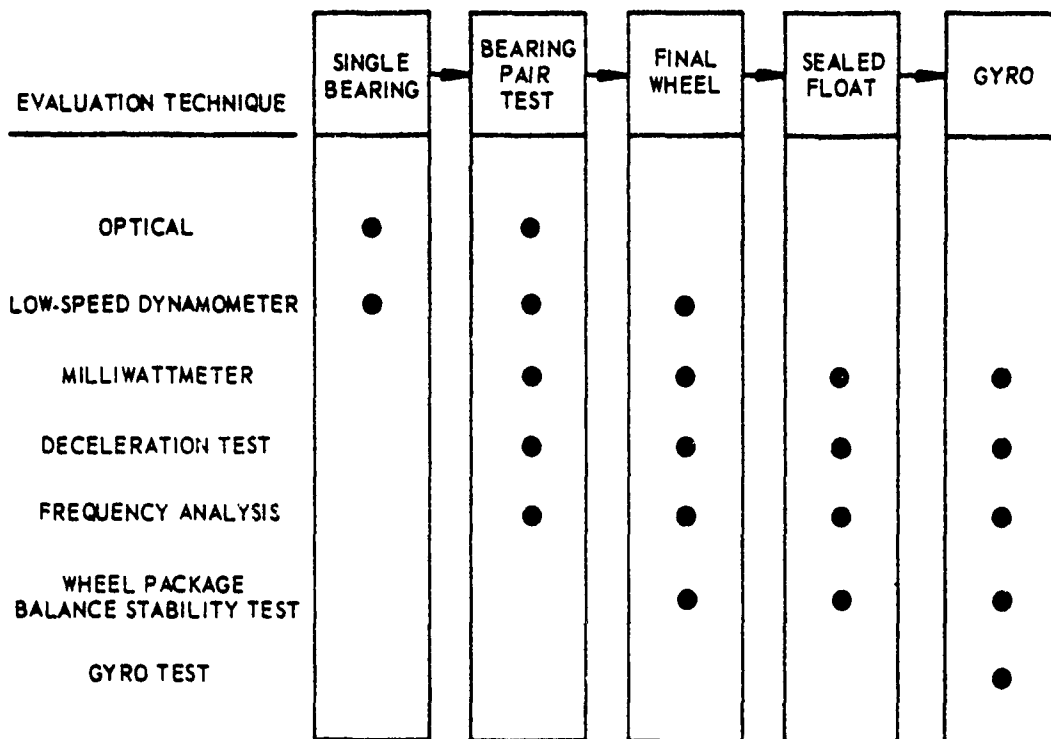 EVALUATION TECHNIQUE
SINGLE
BEARING
BEARING
PAIR
TEST
FINAL
WHEEL
SEALED
FLOAT
GYRO
OPTICAL
LOW-SPEED DYNAMOMETER
MILLIWATTMETER
DECELERATION TEST
FREQUENCY ANALYSIS
WHEEL PACKAGE
BALANCE STABILITY TEST
GYRO TEST